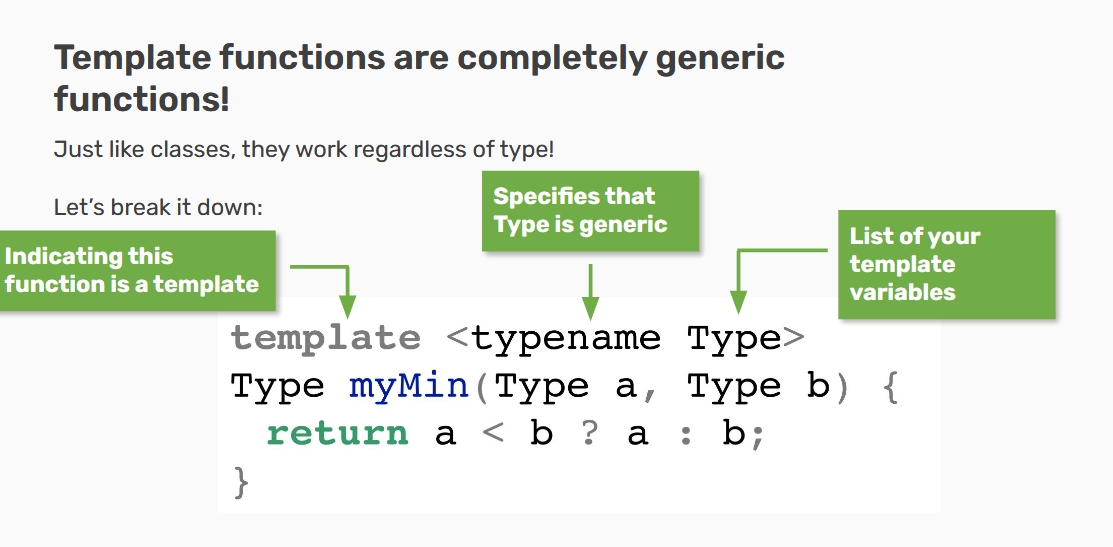 Template functions are completely generic
functions!
Just like classes, they work regardless of type!
Let's break it down:
Indicating this
function is a template
Specifies that
Type is generic
List of your
template
variables
template <typename Type>
Type myMin(Type a, Type b) {
  return a < b ? a : b;
}